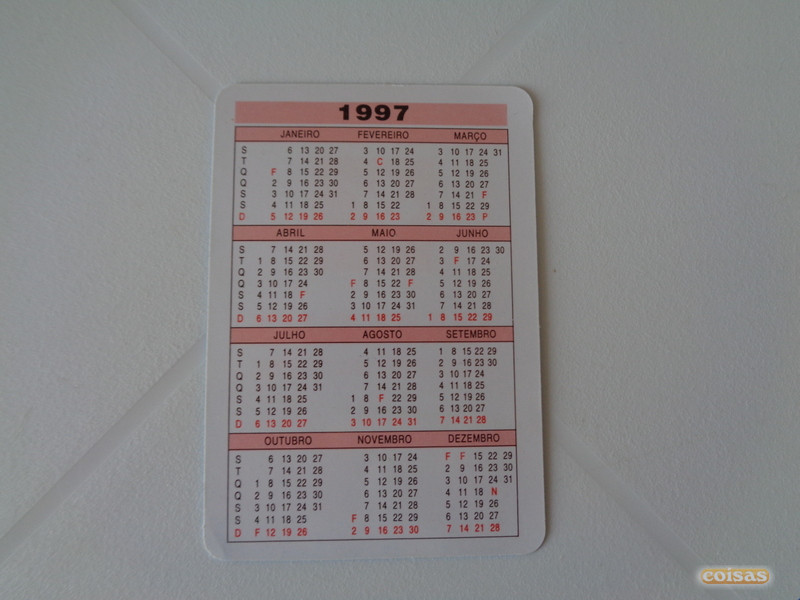 1997
JANEIRO FEVEREIRO MARÇO
S 6 13 20 27 3 10 17 24 3 10 17 24 31
T 7 14 21 28 4 C 18 25 4 11 18 25
Q F 8 15 22 29 5 12 19 26 5 12 19 26
Q 2 9 16 23 30 6 13 20 27 6 13 20 27
S 3 10 17 24 31 7 14 21 28 7 14 21 F
S 4 11 18 25 1 8 15 22 1 8 15 22 29
D 5 12 19 26 2 9 16 23 2 9 16 23 P
ABRIL MAIO JUNHO
S 7 14 21 28 5 12 19 26 2 9 16 23 30
T 1 8 15 22 29 6 13 20 27 3 F 17 24
Q 2 9 16 23 30 7 14 21 28 4 11 18 25
Q 3 10 17 24 F 8 15 22 F 5 12 19 26
S 4 11 18 F 2 9 16 23 30 6 13 20 27
S 5 12 19 26 3 10 17 24 31 7 14 21 28
D 6 13 20 27 4 11 18 25 1 8 15 22 29
JULHO AGOSTO SETEMBRO
S 7 14 21 28 4 11 18 25 1 8 15 22 29
T 1 8 15 22 29 5 12 19 26 2 9 16 23 30
Q 2 9 16 23 30 6 13 20 27 3 10 17 24
Q 3 10 17 24 31 7 14 21 28 4 11 18 25
S 4 11 18 25 1 8 F 22 29 5 12 19 26
S 5 12 19 26 2 9 16 23 30 6 13 20 27
D 6 13 20 27 3 10 17 24 31 7 14 21 28
OUTUBRO NOVEMBRO DEZEMBRO
S 6 13 20 27 3 10 17 24 F F 15 22 29
T 7 14 21 28 4 11 18 25 2 9 16 23 30
Q 1 8 15 22 29 5 12 19 26 3 10 17 24 31
Q 2 9 16 23 30 6 13 20 27 4 11 18 N
S 3 10 17 24 31 7 14 21 28 5 12 19 26
S 4 11 18 25 F 8 15 22 29 6 13 20 27
D F 12 19 26 2 9 16 23 30 7 14 21 28
coisas